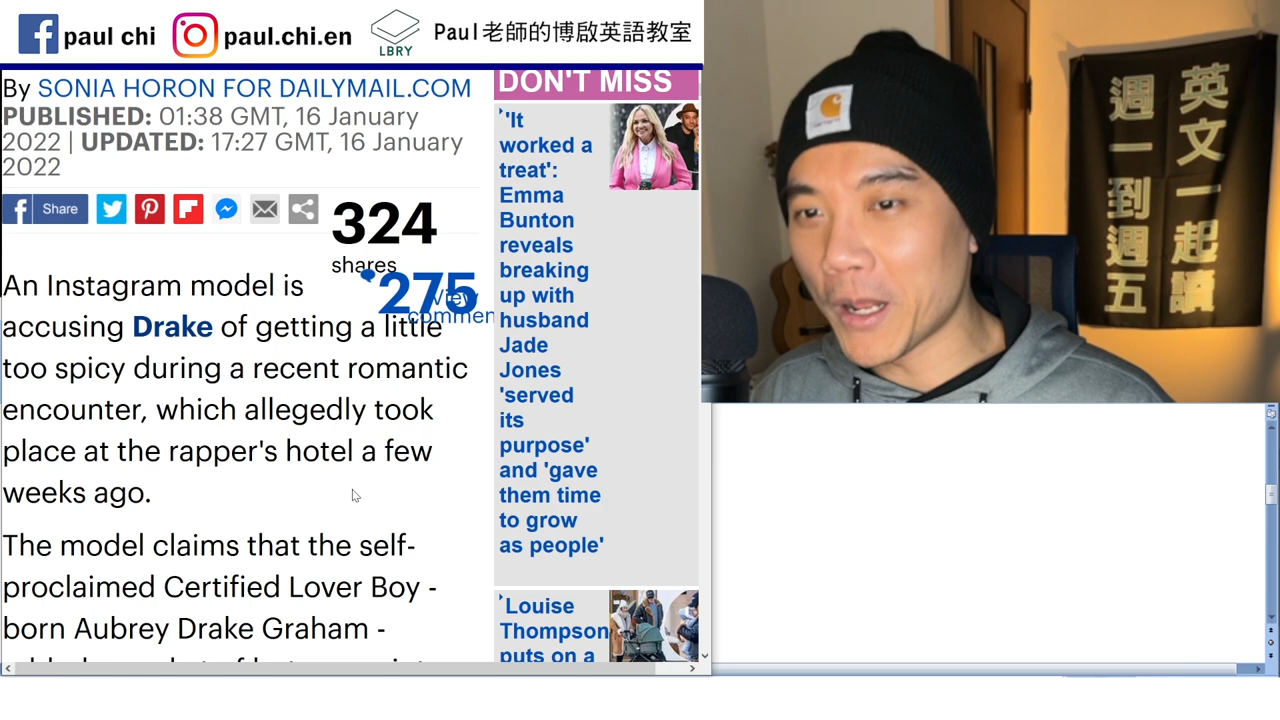 paul chi
paul.chi.en
LBRY
Paul老師的博啟英語教室
By SONIA HORON FOR DAILYMAIL.COM
PUBLISHED: 01:38 GMT, 16 January
2022 | UPDATED: 17:27 GMT, 16 January
2022
Share
324
shares
275
View
commen
An Instagram model is
accusing Drake of getting a little
too spicy during a recent romantic
encounter, which allegedly took
place at the rapper's hotel a few
weeks ago.
The model claims that the self-
proclaimed Certified Lover Boy -
born Aubrey Drake Graham -
DON'T MISS
'It
worked a
treat':
Emma
Bunton
reveals
breaking
up with
husband
Jade
Jones
'served
its
purpose'
and 'gave
them time
to grow
as people'
Louise
Thompson
puts on a
carhartt
英文一起讀
週一到週五